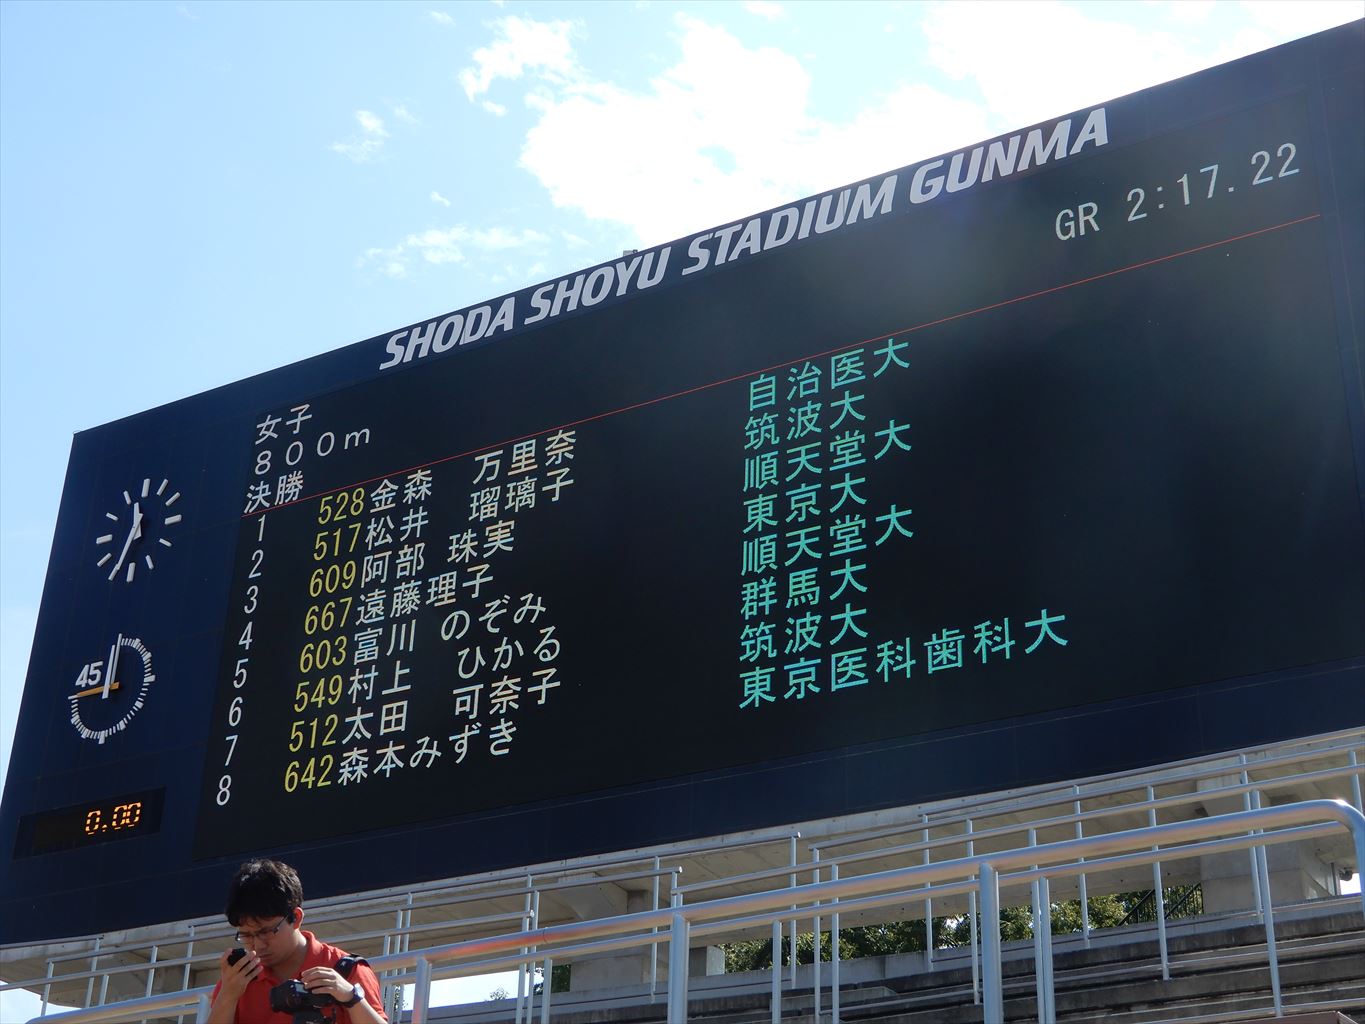 SHODA SHOYU STADIUM GUNMA
女子
800m GR 2:17.22
決勝
1 528 金森 万里奈 自治医大
2 517 松井 瑠璃子 筑波大
3 609 阿部 珠実 順天堂大
4 667 遠藤理子 東京大
5 603 富川 のぞみ 順天堂大
6 549 村上 ひかる 群馬大
7 512 太田 可奈子 筑波大
8 642 森本みずき 東京医科歯科大
45
0.00